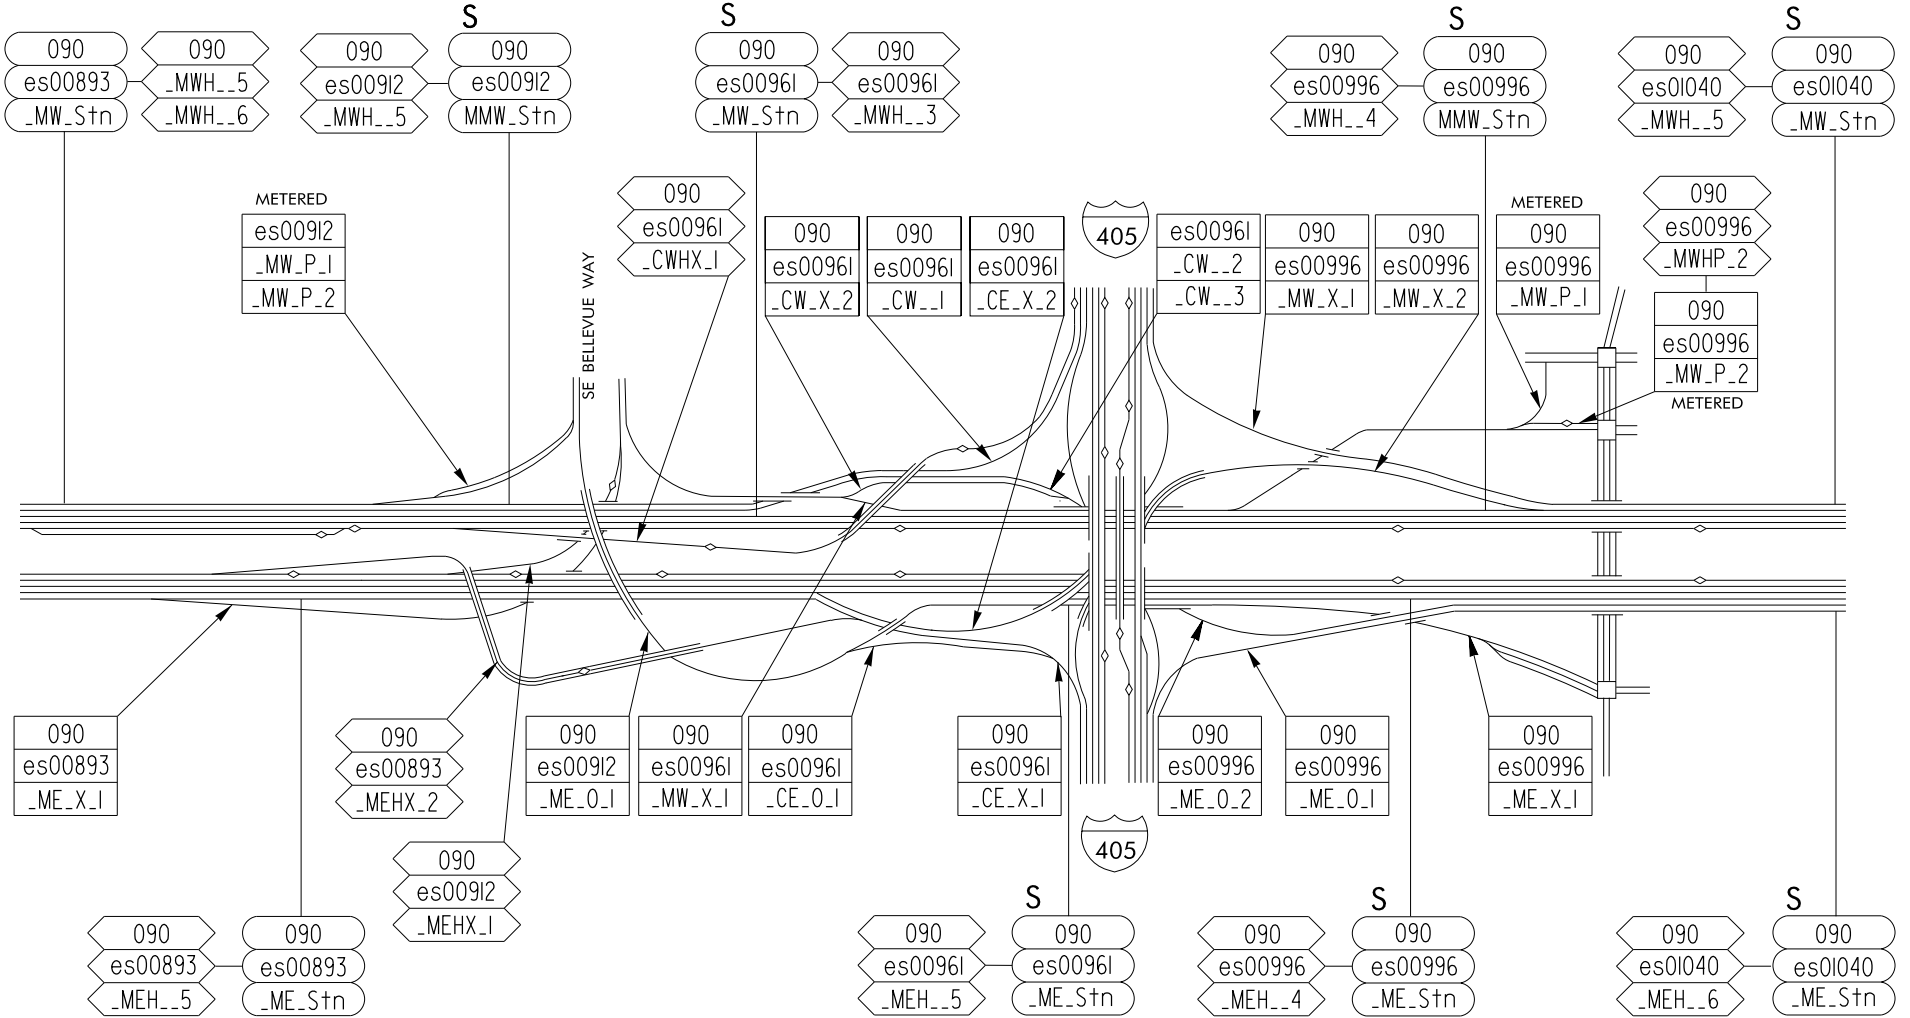 S
S
S
S
090
es00893
_MW_Stn
090
_MWH__5
_MWH__6
090
es00912
_MWH__5
090
es00912
MMW_Stn
090
es00961
_MW_Stn
090
es00961
_MWH__3
090
es00996
_MWH__4
090
es00996
MMW_Stn
090
es01040
_MWH__5
090
es01040
_MW_Stn
METERED
es00912
_MW_P_1
_MW_P_2
SE BELLEVUE WAY
090
es00961
_CWHX_1
090
es00961
_CW_X_2
090
es00961
_CW__1
090
es00961
_CE_X_2
405
es00961
_CW__2
_CW__3
090
es00996
_MW_X_1
090
es00996
_MW_X_2
METERED
090
es00996
_MW_P_1
090
es00996
_MWHP_2
090
es00996
_MW_P_2
METERED
090
es00893
_ME_X_1
090
es00893
_MEHX_2
090
es00912
_ME_O_1
090
es00961
_MW_X_1
090
es00961
_CE_O_1
090
es00961
_CE_X_1
405
090
es00996
_ME_O_2
090
es00996
_ME_O_1
090
es00996
_ME_X_1
090
es00912
_MEHX_1
S
S
S
090
es00893
_MEH__5
090
es00893
_ME_Stn
090
es00961
_MEH__5
090
es00961
_ME_Stn
090
es00996
_MEH__4
090
es00996
_ME_Stn
090
es01040
_MEH__6
090
es01040
_ME_Stn